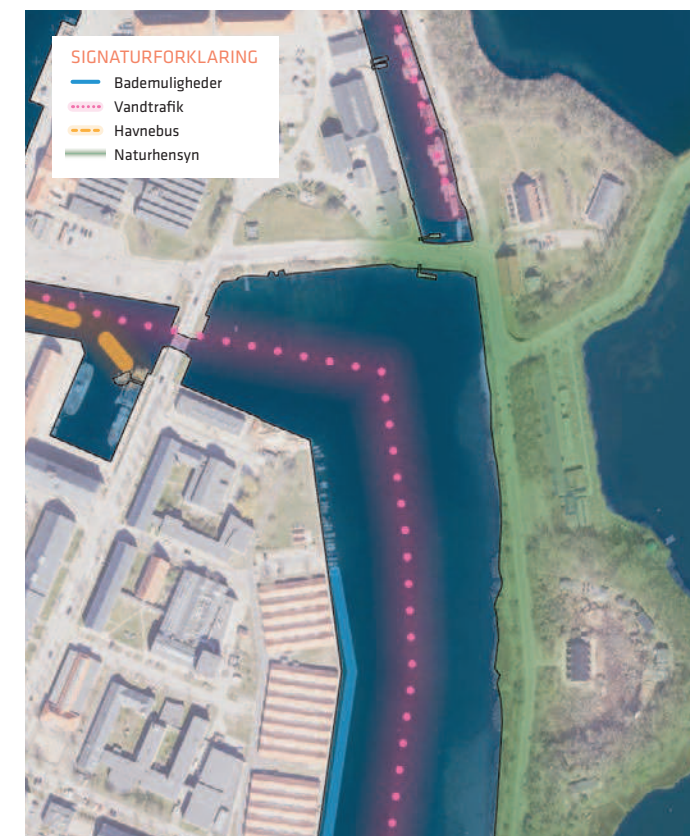 SIGNATURFORKLARING
Bademuligheder
Vandtrafik
Havnebus
Naturhensyn